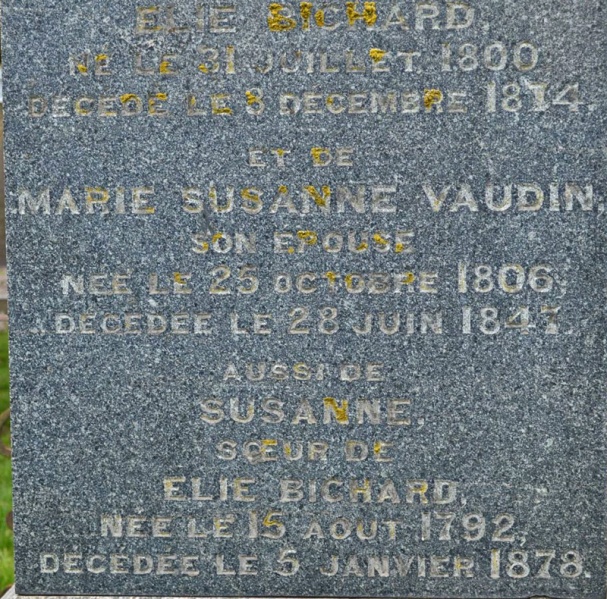 ELIE BICHARD,
NÉ LE 31 JUILLET 1800
DÉCÉDÉ LE 8 DÉCEMBRE 1874.
ET DE
MARIE SUSANNE VAUDIN,
SON EPOUSE
NÉE LE 25 OCTOBRE 1806,
DÉCÉDÉE LE 28 JUIN 1847.
AUSSI DE
SUSANNE,
SŒUR DE
ELIE BICHARD,
NÉE LE 15 AOUT 1792,
DÉCÉDÉE LE 5 JANVIER 1878.